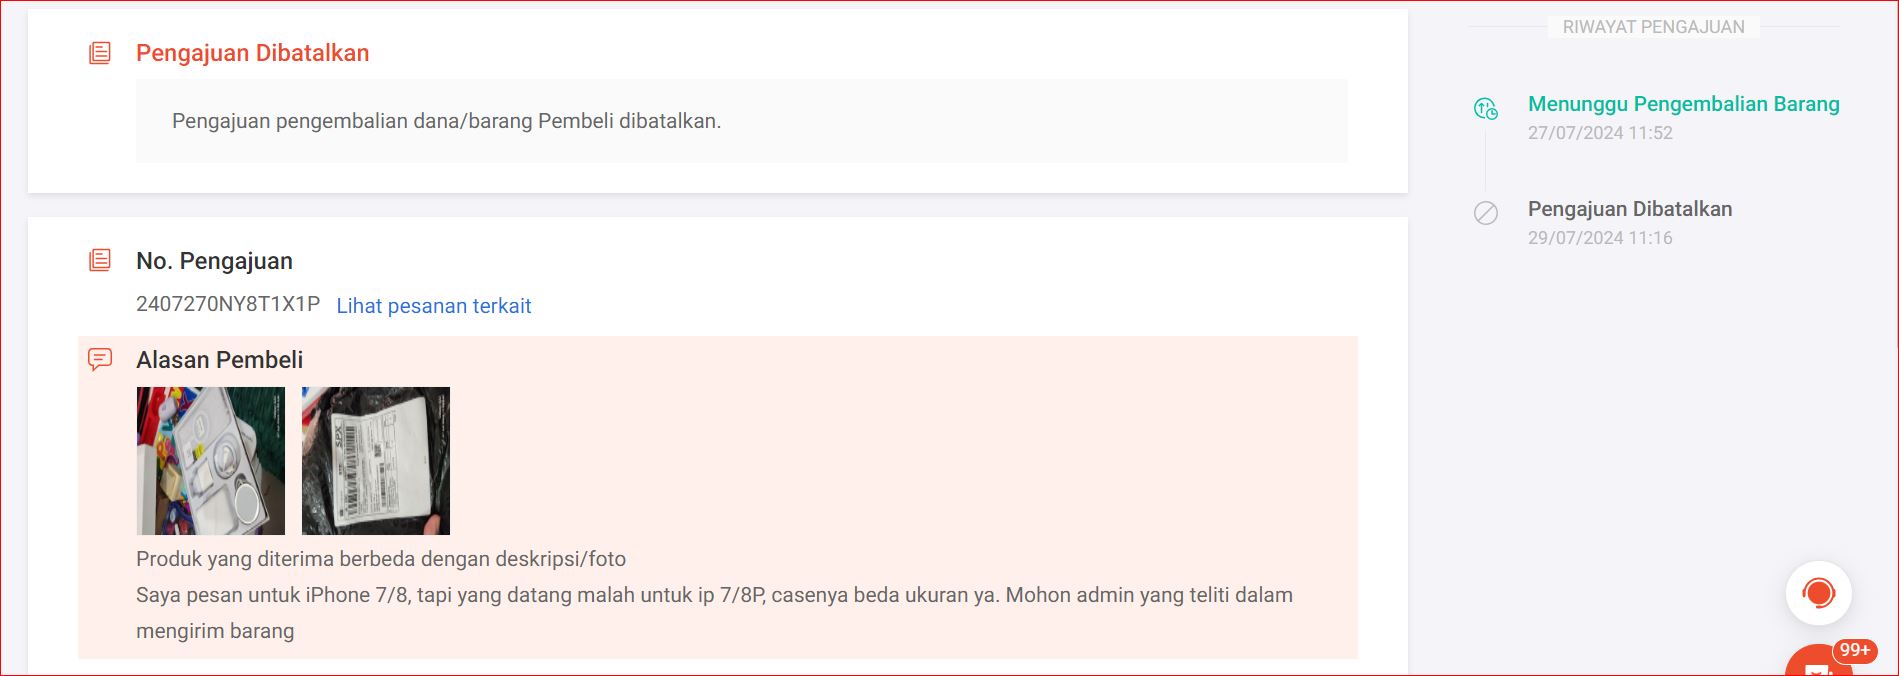 Pengajuan Dibatalkan
Pengajuan pengembalian dana/barang Pembeli dibatalkan.
No. Pengajuan
2407270NY8T1X1P Lihat pesanan terkait
Alasan Pembeli
SPX
Produk yang diterima berbeda dengan deskripsi/foto
Saya pesan untuk iPhone 7/8, tapi yang datang malah untuk ip 7/8P, casenya beda ukuran ya. Mohon admin yang teliti dalam
mengirim barang
RIWAYAT PENGAJUAN
Menunggu Pengembalian Barang
27/07/2024 11:52
Pengajuan Dibatalkan
29/07/2024 11:16
99+